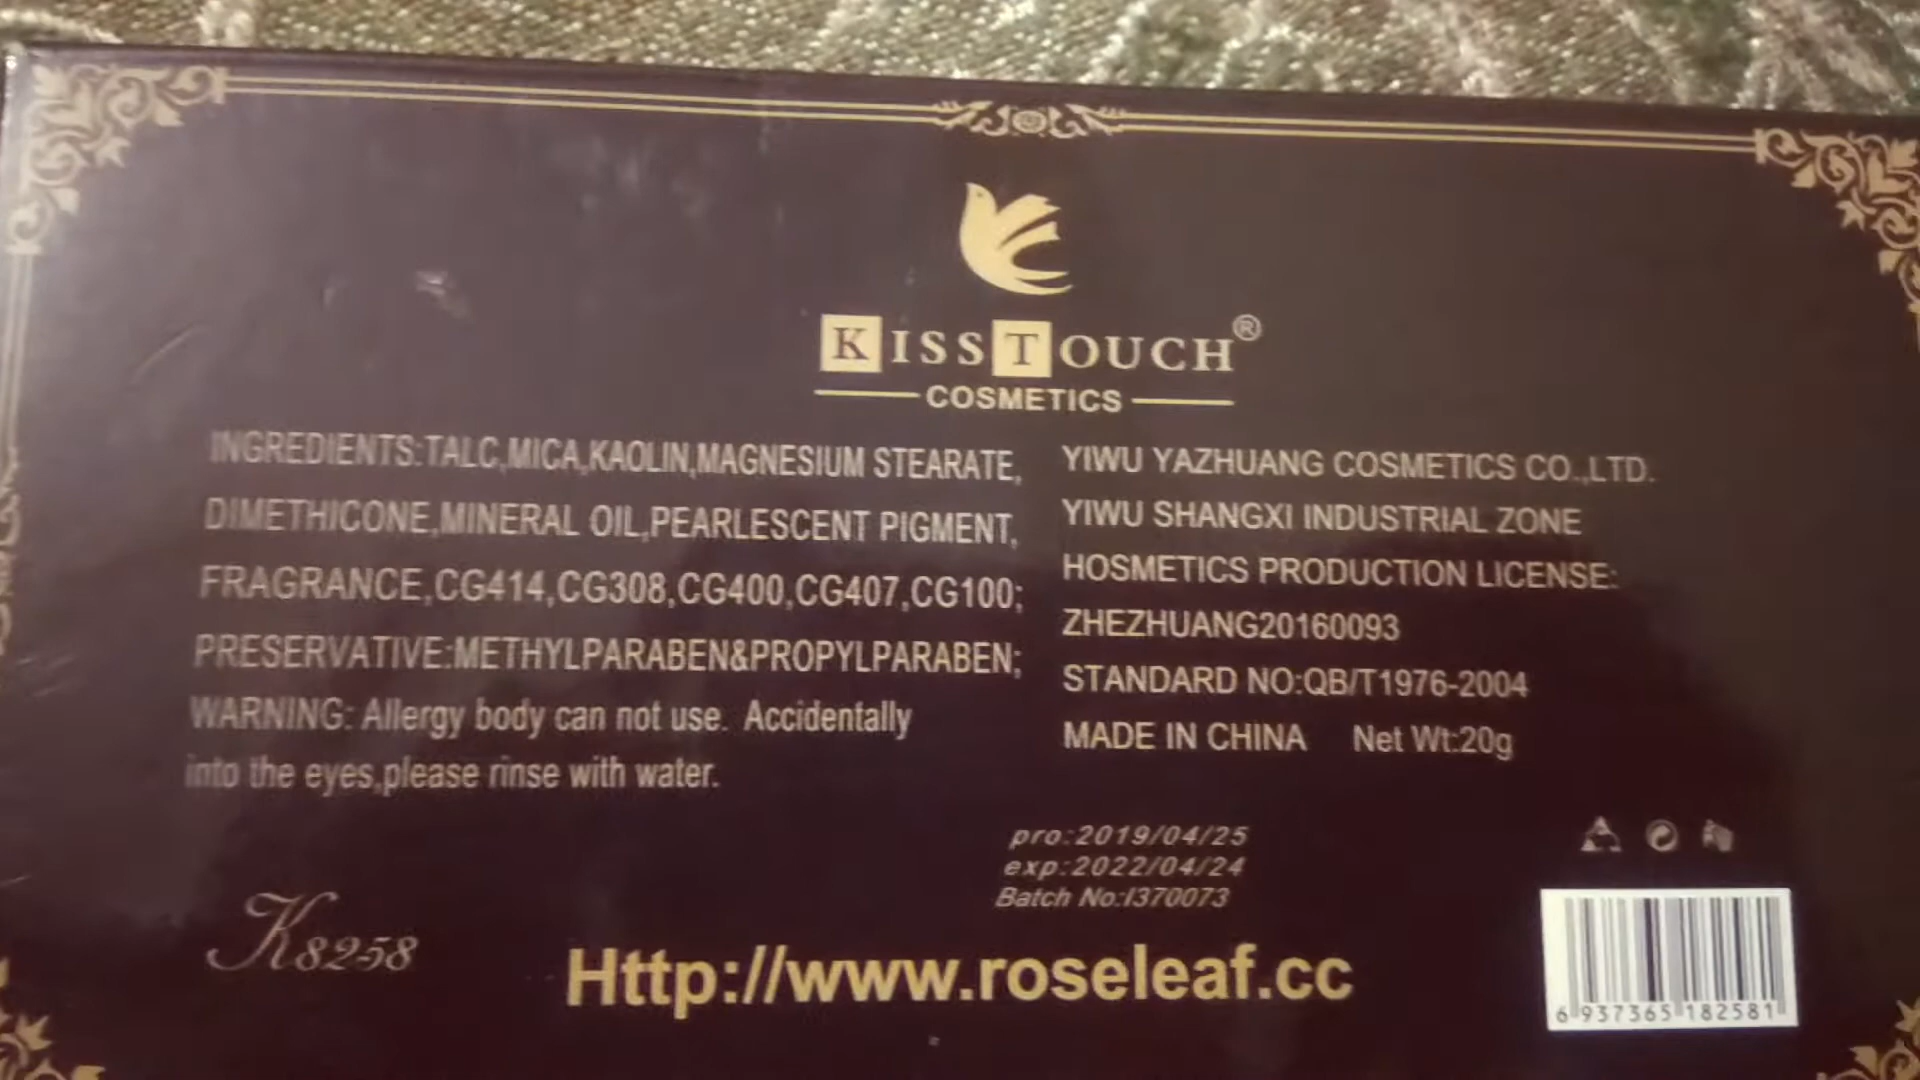 KISSTOUCH®
COSMETICS
INGREDIENTS:TALC,MICA,KAOLIN,MAGNESIUM STEARATE,
DIMETHICONE,MINERAL OIL,PEARLESCENT PIGMENT,
FRAGRANCE,CG414,CG308,CG400,CG407,CG100;
PRESERVATIVE:METHYLPARABEN&PROPYLPARABEN;
WARNING: Allergy body can not use. Accidentally
into the eyes,please rinse with water.
YIWU YAZHUANG COSMETICS CO.,LTD.
YIWU SHANGXI INDUSTRIAL ZONE
HOSMETICS PRODUCTION LICENSE:
ZHEZHUANG20160093
STANDARD NO:QB/T1976-2004
MADE IN CHINA Net Wt:20g
pro:2019/04/25
exp:2022/04/24
Batch No:I370073
K8258
Http://www.roseleaf.cc
6 937365 182581